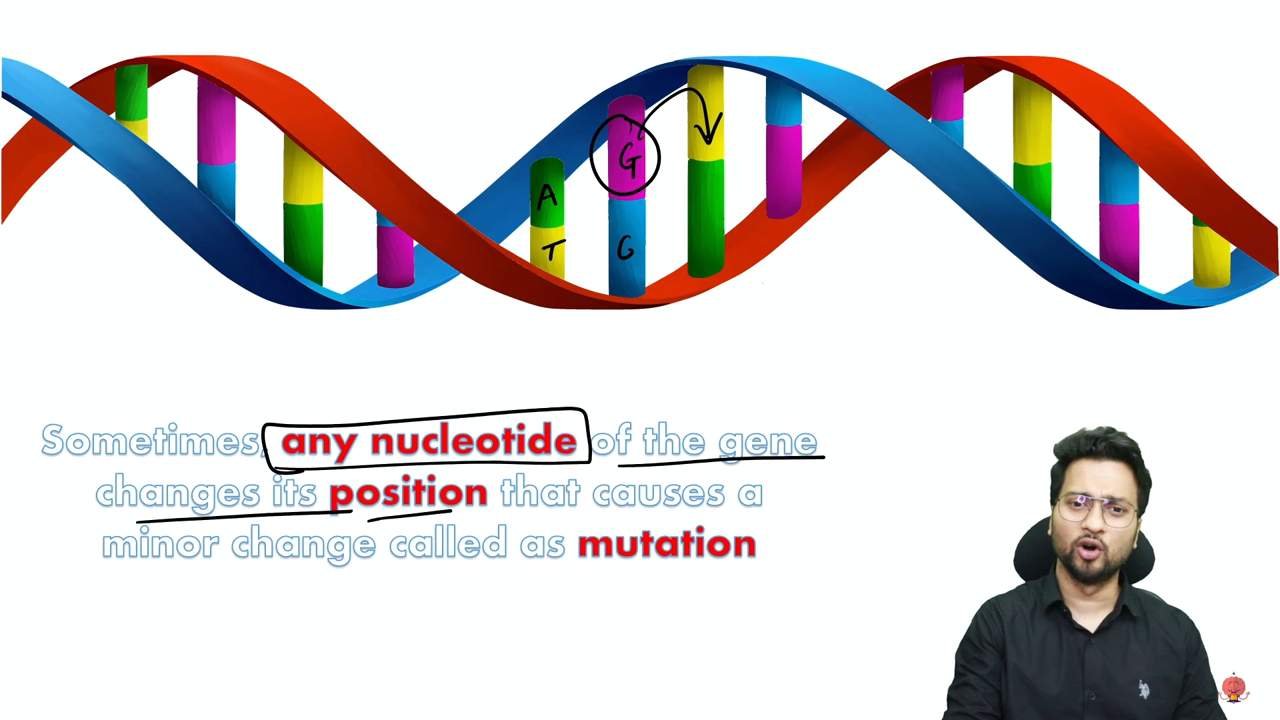 A
T
G
C
Sometimes, any nucleotide of the gene
changes its position that causes a
minor change called as mutation